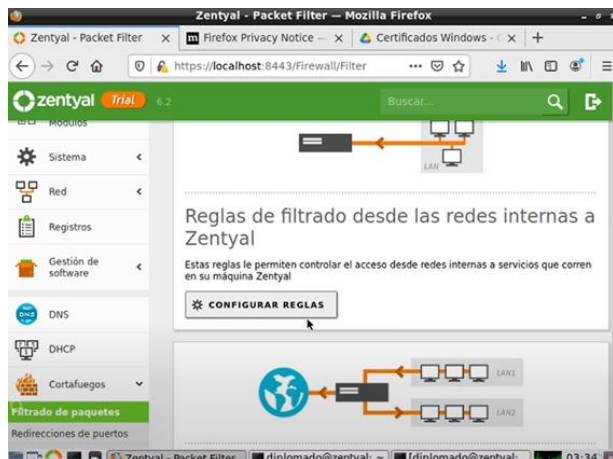 Zentyal - Packet Filter — Mozilla Firefox
Zentyal - Packet Filter
Firefox Privacy Notice —
Certificados Windows -
https://localhost:8443/Firewall/Filter
zentyal Trial 6.2
Buscar...
Módulos
Sistema
Red
Registros
Gestión de
software
DNS
DHCP
Cortafuegos
Filtrado de paquetes
Redirecciones de puertos
LAN
Reglas de filtrado desde las redes internas a
Zentyal
Estas reglas le permiten controlar el acceso desde redes internas a servicios que corren
en su máquina Zentyal
CONFIGURAR REGLAS
LAN1
LAN2
Zentyal - Packet Filter
diplomado@zentyal: ~
[diplomado@zentyal:
03:34